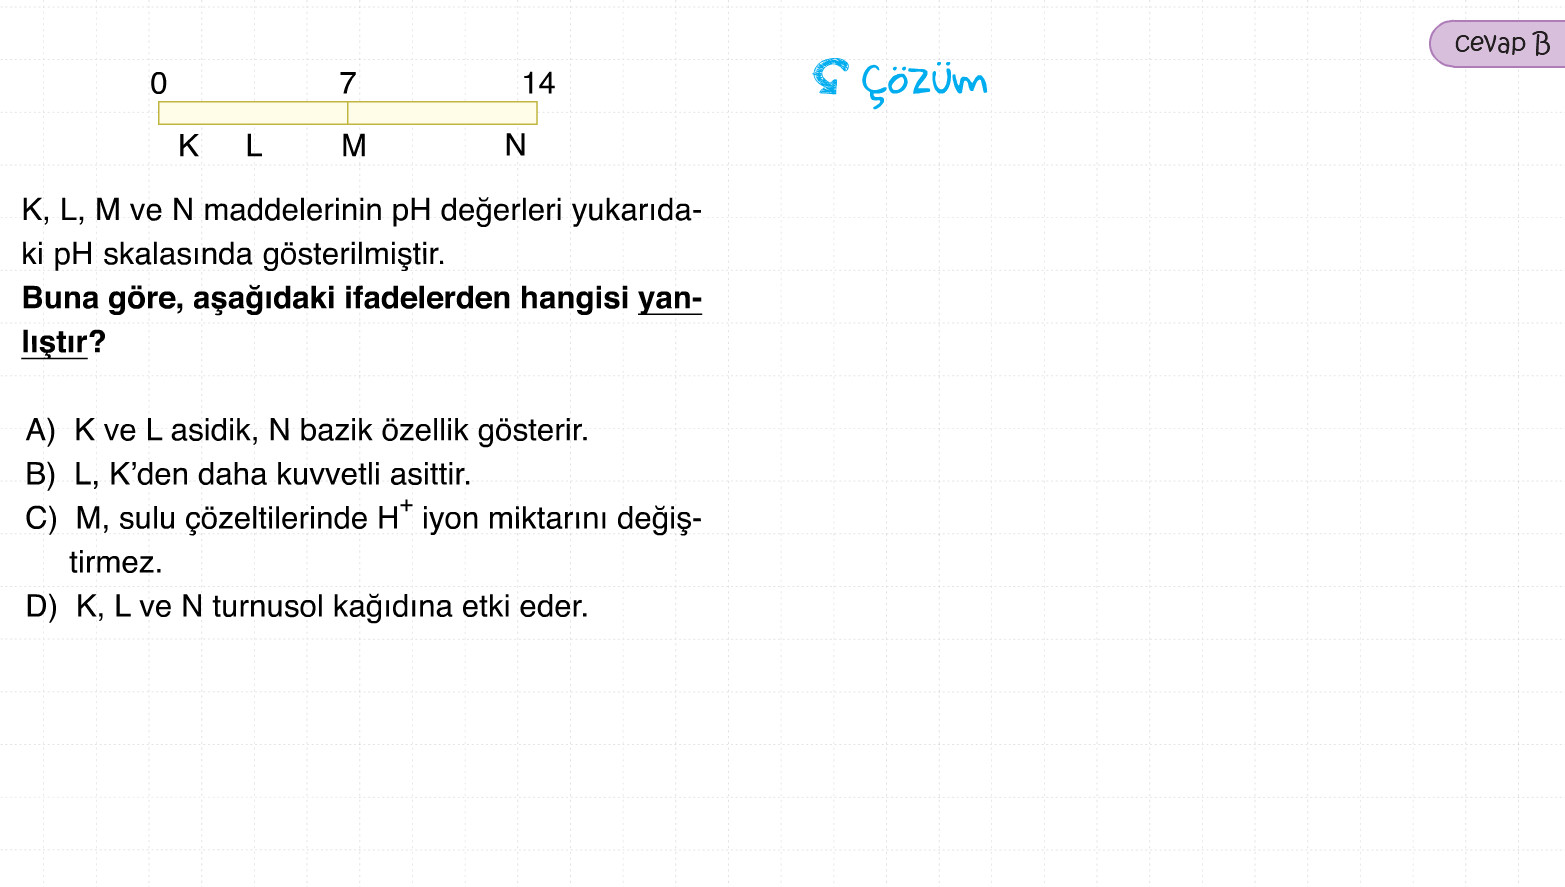 cevap B
0 7 14
K L M N
Çözüm
K, L, M ve N maddelerinin pH değerleri yukarıda-
ki pH skalasında gösterilmiştir.
Buna göre, aşağıdaki ifadelerden hangisi yan-
lıştır?
A) K ve L asidik, N bazik özellik gösterir.
B) L, K’den daha kuvvetli asittir.
C) M, sulu çözeltilerinde H⁺ iyon miktarını değiş-
tirmez.
D) K, L ve N turnusol kağıdına etki eder.